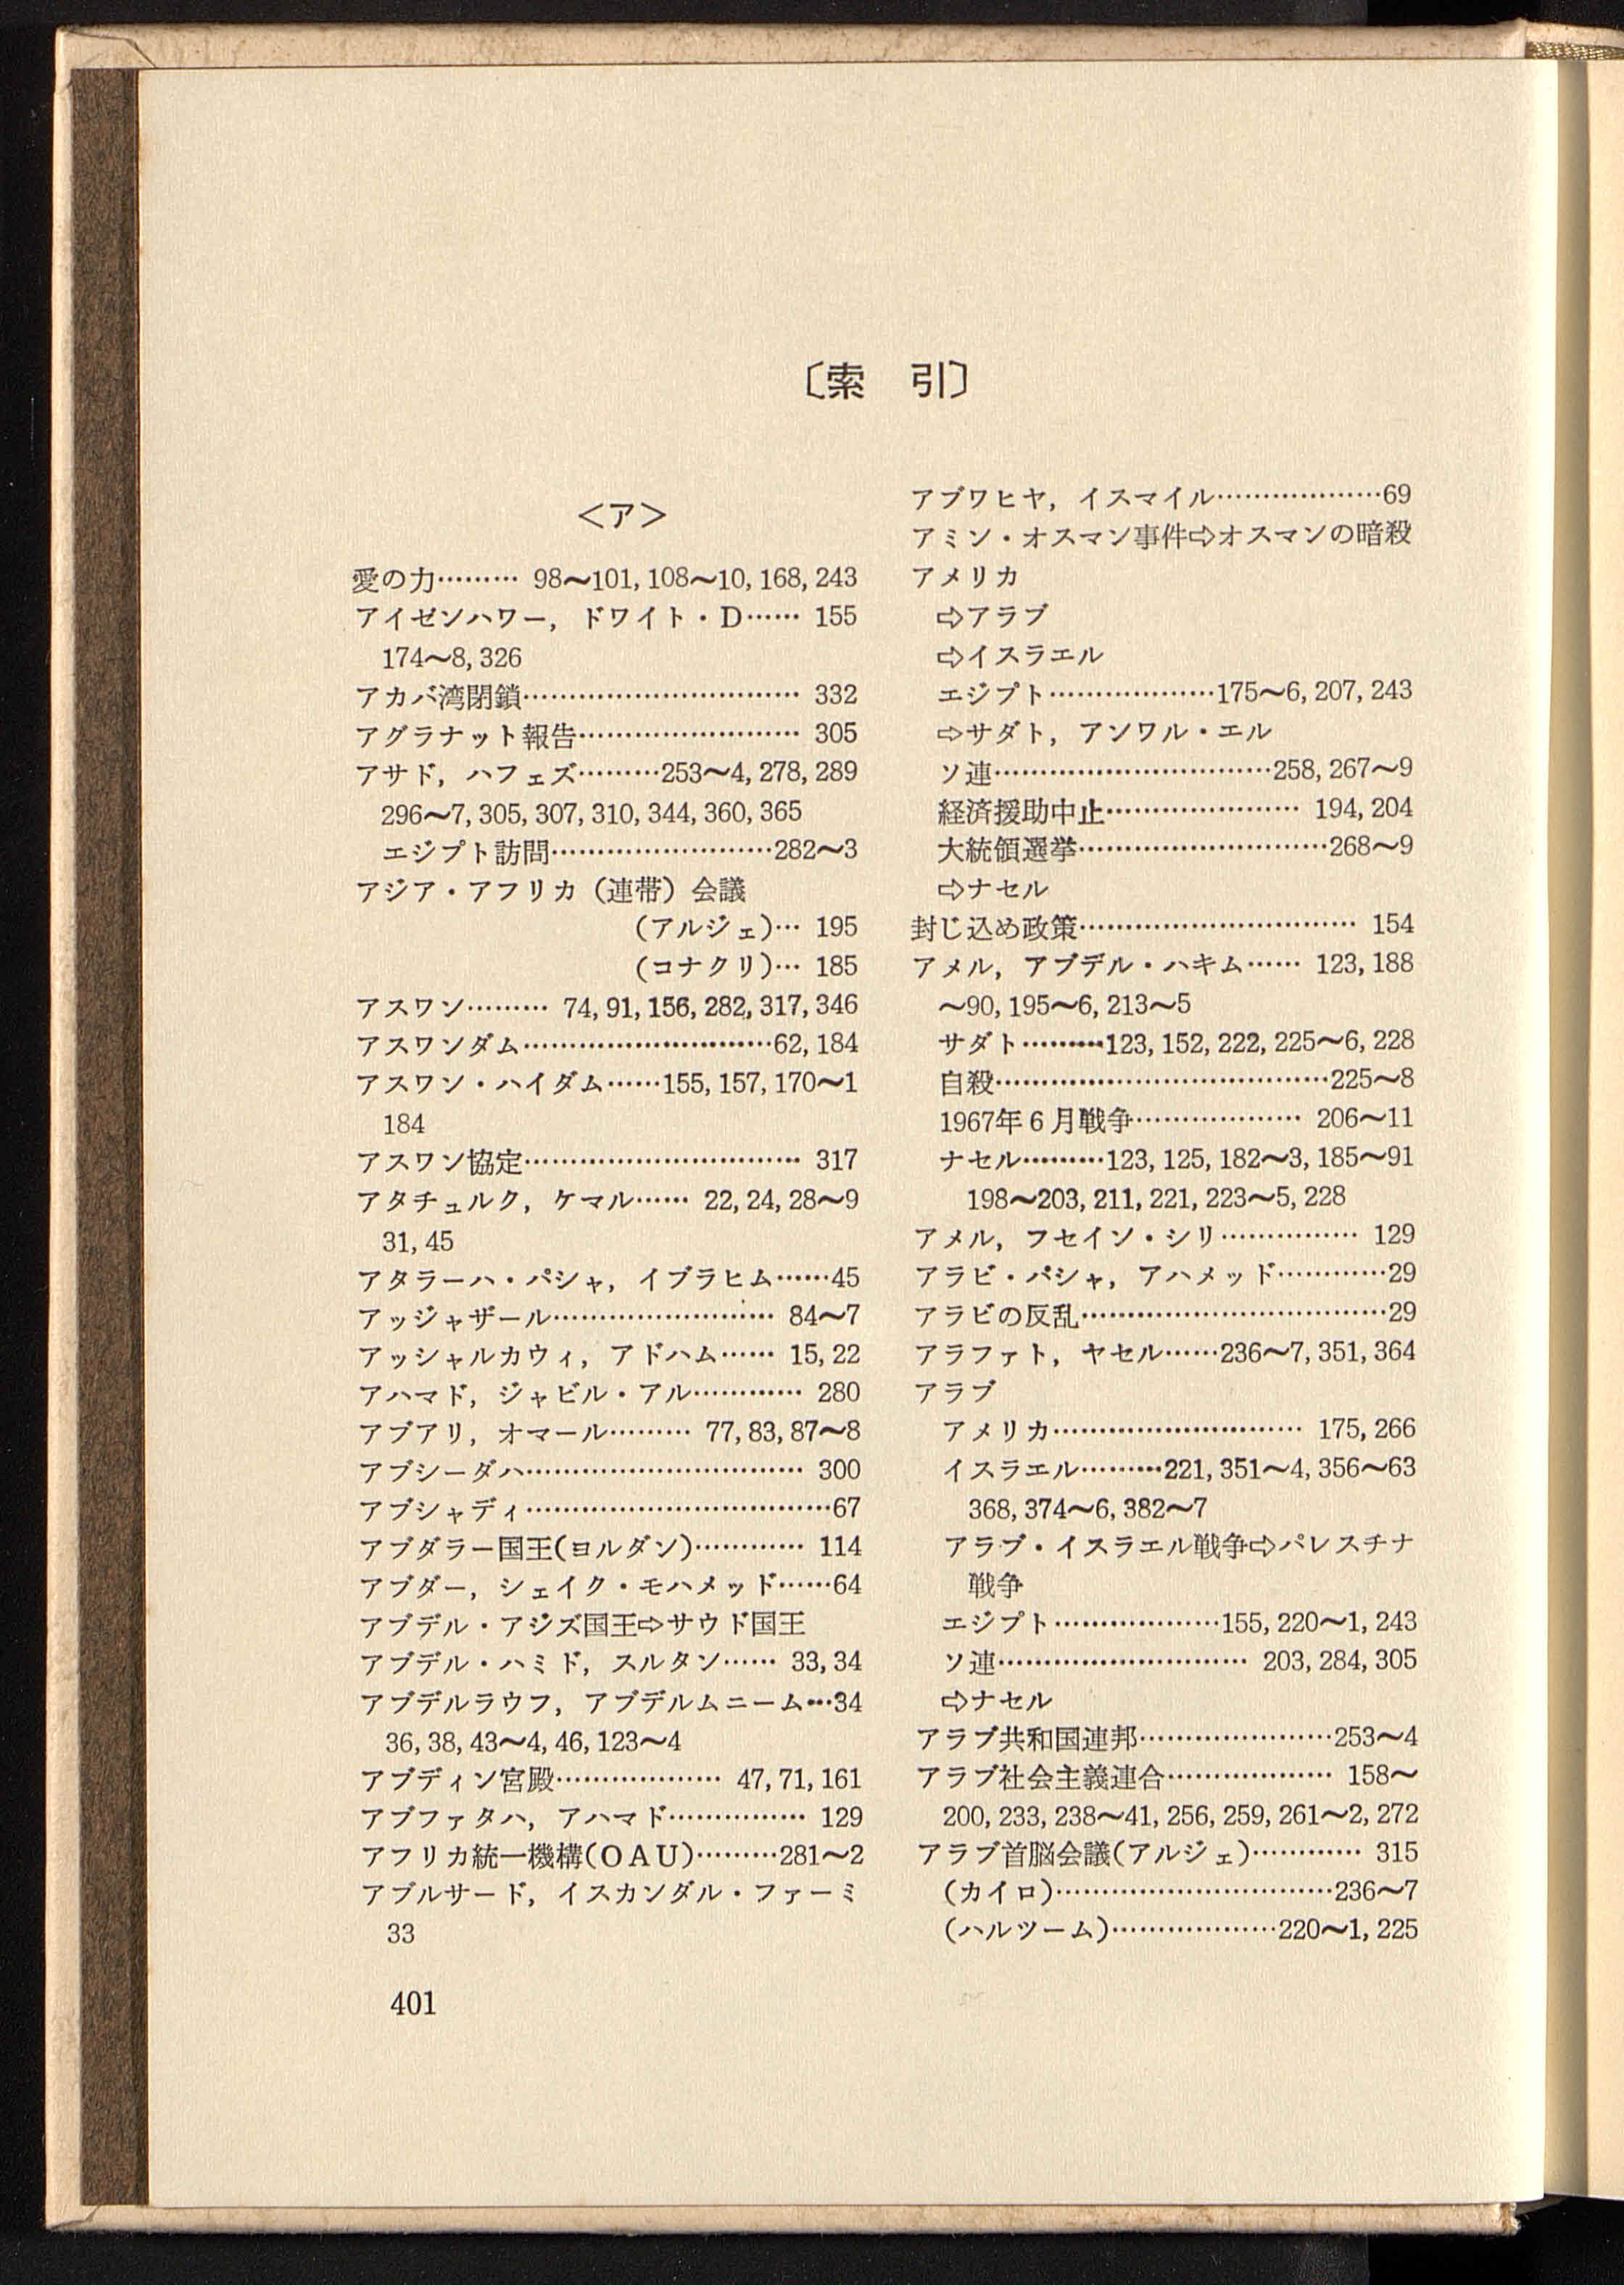 〔索　引〕
＜ア＞
愛の力……… 98〜101, 108〜10, 168, 243
アイゼンハワー, ドワイト・D…… 155
174〜8, 326
アカバ湾閉鎖………………………… 332
アグラナット報告…………………… 305
アサド, ハフェズ………253〜4, 278, 289
296〜7, 305, 307, 310, 344, 360, 365
エジプト訪問……………………282〜3
アジア・アフリカ（連帯）会議
(アルジェ)… 195
(コナクリ)… 185
アスワン……… 74, 91, 156, 282, 317, 346
アスワンダム………………………62, 184
アスワン・ハイダム……155, 157, 170〜1
184
アスワン協定………………………… 317
アタチュルク, ケマル…… 22, 24, 28〜9
31, 45
アタラーハ・パシャ, イブラヒム……45
アッジャザール…………………… 84〜7
アッシャルカウィ, アドハム…… 15, 22
アハマド, ジャビル・アル………… 280
アブアリ, オマール……… 77, 83, 87〜8
アブシーダハ………………………… 300
アブシャディ……………………………67
アブダラー国王(ヨルダン)………… 114
アブダー, シェイク・モハメッド……64
アブデル・アジズ国王⇨サウド国王
アブデル・ハミド, スルタン…… 33, 34
アブデルラウフ, アブデルムニーム…34
36, 38, 43〜4, 46, 123〜4
アブディン宮殿……………… 47, 71, 161
アブファタハ, アハマド…………… 129
アフリカ統一機構(OAU)………281〜2
アブルサード, イスカンダル・ファーミ
33
アブワヒヤ, イスマイル………………69
アミン・オスマン事件⇨オスマンの暗殺
アメリカ
⇨アラブ
⇨イスラエル
エジプト………………175〜6, 207, 243
⇨サダト, アンワル・エル
ソ連…………………………258, 267〜9
経済援助中止………………… 194, 204
大統領選挙………………………268〜9
⇨ナセル
封じ込め政策………………………… 154
アメル, アブデル・ハキム…… 123, 188
〜90, 195〜6, 213〜5
サダト………123, 152, 222, 225〜6, 228
自殺………………………………225〜8
1967年６月戦争……………… 206〜11
ナセル………123, 125, 182〜3, 185〜91
198〜203, 211, 221, 223〜5, 228
アメル, フセイン・シリ…………… 129
アラビ・パシャ, アハメッド…………29
アラビの反乱……………………………29
アラファト, ヤセル……236〜7, 351, 364
アラブ
アメリカ……………………… 175, 266
イスラエル………221, 351〜4, 356〜63
368, 374〜6, 382〜7
アラブ・イスラエル戦争⇨パレスチナ
戦争
エジプト………………155, 220〜1, 243
ソ連……………………… 203, 284, 305
⇨ナセル
アラブ共和国連邦…………………253〜4
アラブ社会主義連合……………… 158〜
200, 233, 238〜41, 256, 259, 261〜2, 272
アラブ首脳会議(アルジェ)………… 315
(カイロ)…………………………236〜7
(ハルツーム)………………220〜1, 225
401